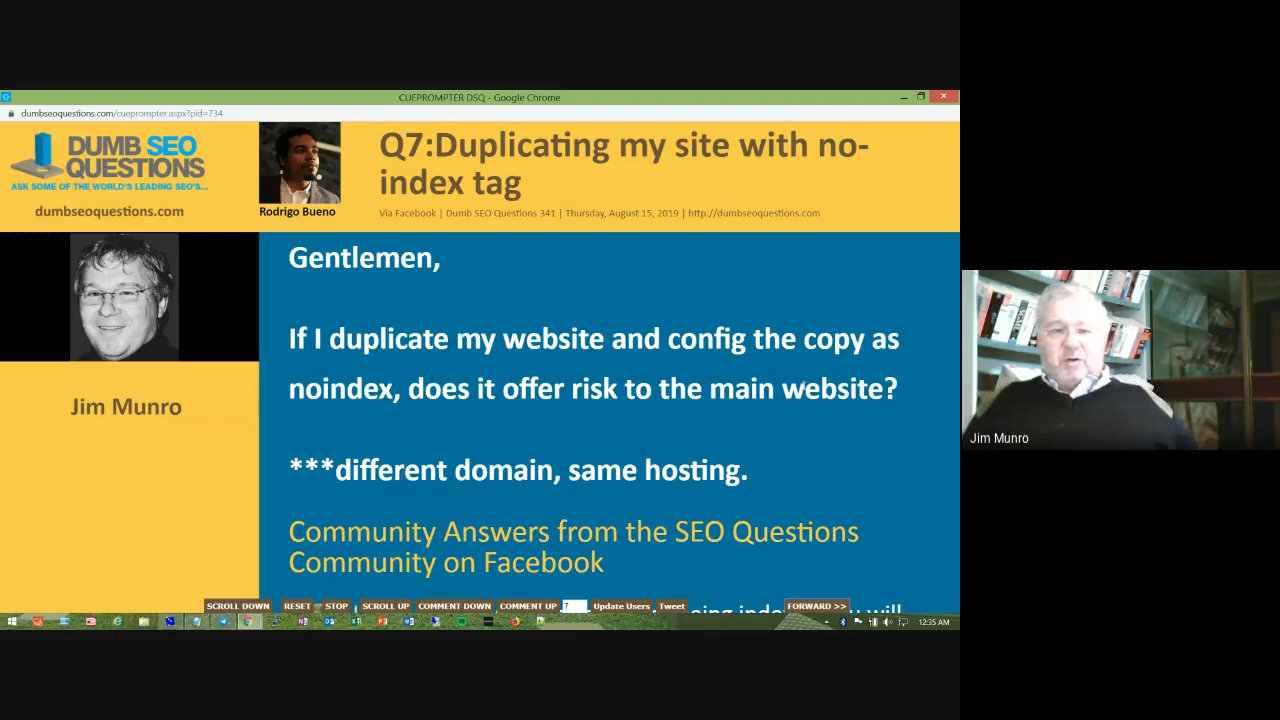 CUEPROMPTER DSQ - Google Chrome
dumbseoquestions.com/cueprompter.aspx?pid=734
DUMB SEO
QUESTIONS
ASK SOME OF THE WORLD'S LEADING SEO'S...
dumbseoquestions.com
Rodrigo Bueno
Q7:Duplicating my site with no-
index tag
Via Facebook | Dumb SEO Questions 341 | Thursday, August 15, 2019 | http://dumbseoquestions.com
Jim Munro
Gentlemen,
If I duplicate my website and config the copy as
noindex, does it offer risk to the main website?
***different domain, same hosting.
Community Answers from the SEO Questions
Community on Facebook
SCROLL DOWN RESET STOP SCROLL UP COMMENT DOWN COMMENT UP 7 Update Users Tweet FORWARD >>
12:35 AM
Jim Munro